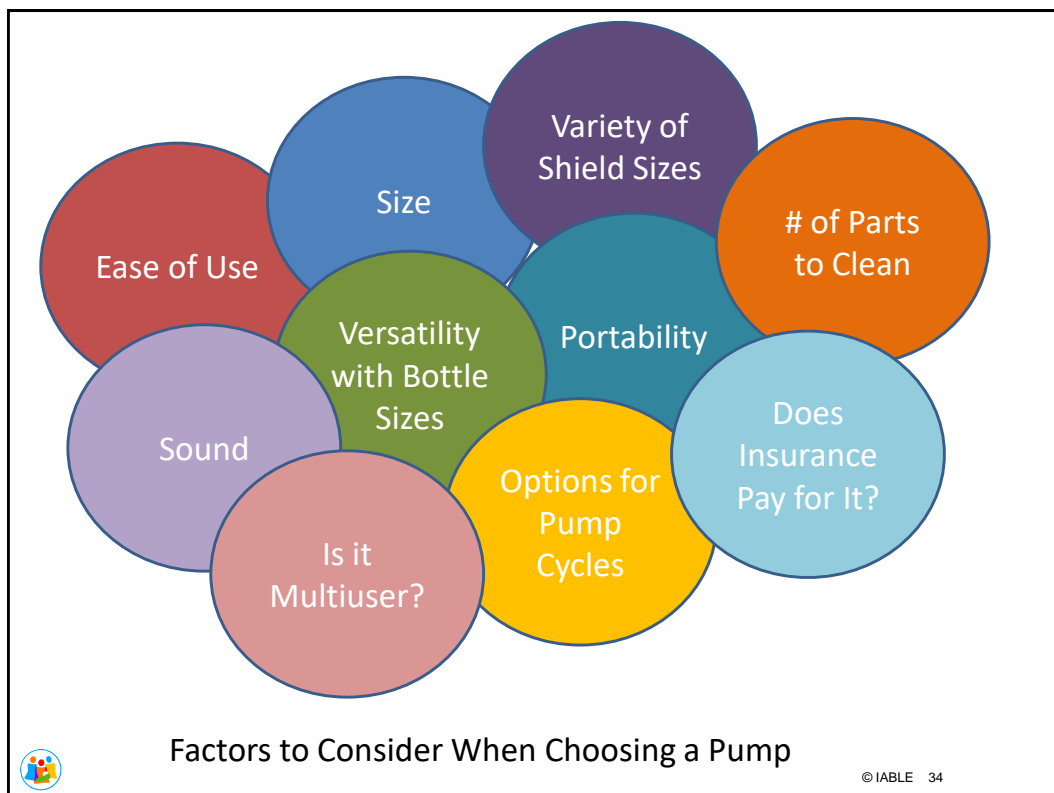 Variety of
Shield Sizes
Size
# of Parts
to Clean
Ease of Use
Versatility
with Bottle
Sizes
Portability
Does
Insurance
Pay for It?
Sound
Options for
Pump
Cycles
Is it
Multiuser?
Factors to Consider When Choosing a Pump
© IABLE 34